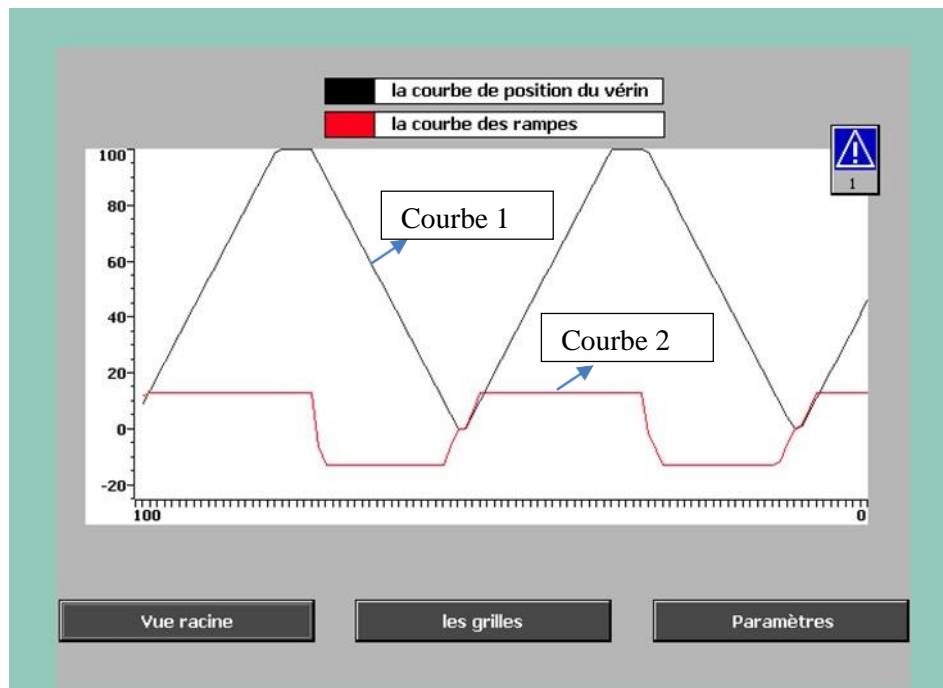 la courbe de position du vérin
la courbe des rampes
100
80
60
40
20
0
-20
100
0
1
Courbe 1
Courbe 2
Vue racine
les grilles
Paramètres